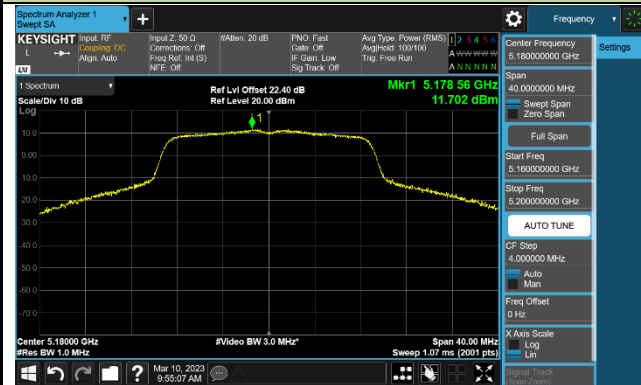 Spectrum Analyzer 1
Swept SA
Frequency
KEYSIGHT
Input: RF
Coupling: DC
Align: Auto
Input Z: 50 Ω
Corrections: Off
Freq Ref: Int (S)
NFE: Off
#Atten: 20 dB
PNO: Fast
Gate: Off
IF Gain: Low
Sig Track: Off
Avg Type: Power (RMS)
Avg|Hold: 100/100
Trig: Free Run
1 2 3 4 5 6
A W W W W W
A N N N N N
L
LXI
1 Spectrum
Scale/Div 10 dB
Log
Ref Lvl Offset 22.40 dB
Ref Level 20.00 dBm
Mkr1 5.178 56 GHz
11.702 dBm
1
10.0
0.00
-10.0
-20.0
-30.0
-40.0
-50.0
-60.0
-70.0
Center 5.18000 GHz
#Res BW 1.0 MHz
#Video BW 3.0 MHz*
Span 40.00 MHz
Sweep 1.07 ms (2001 pts)
Mar 10, 2023
9:55:07 AM
Settings
Center Frequency
5.180000000 GHz
Span
40.0000000 MHz
Swept Span
Zero Span
Full Span
Start Freq
5.160000000 GHz
Stop Freq
5.200000000 GHz
AUTO TUNE
CF Step
4.000000 MHz
Auto
Man
Freq Offset
0 Hz
X Axis Scale
Log
Lin
Signal Track
(Span Zoom)